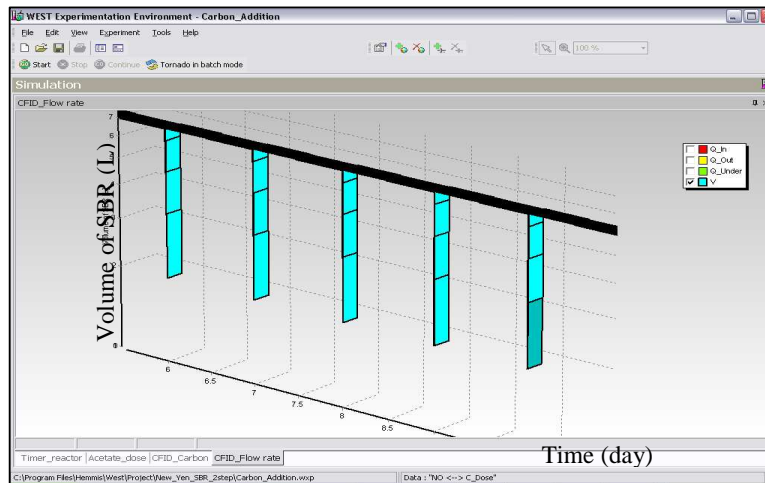 WEST Experimentation Environment - Carbon_Addition
File Edit View Experiment Tools Help
100 %
Start Stop Continue Tornado in batch mode
Simulation
CFID_Flow rate
7
6
2
Volume of SBR (L)
Q_In
Q_Out
Q_Under
V
6
6.5
7
7.5
8
8.5
Time (day)
Timer_reactor Acetate_dose CFID_Carbon CFID_Flow rate
C:\Program Files\Hemmis\West\Project\New_Yen_SBR_2step\Carbon_Addition.wxp Data : "NO <--> C_Dose"